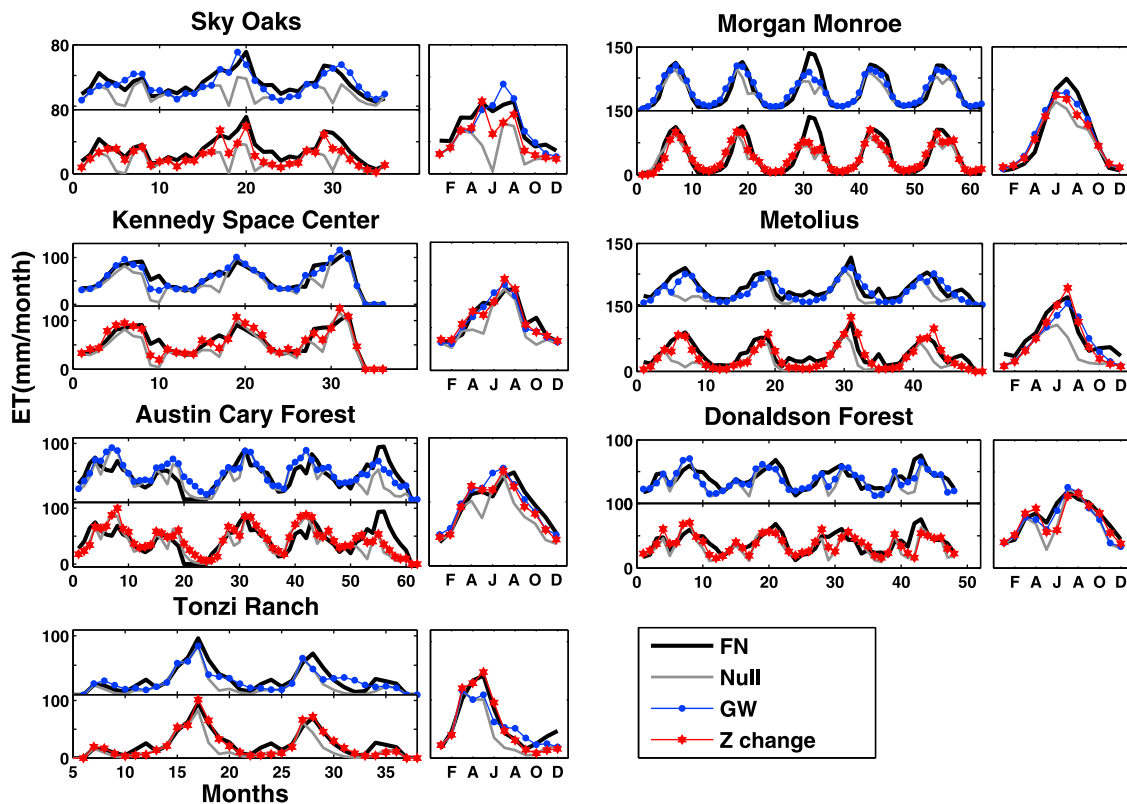 Sky Oaks
80
80
0
0 10 20 30
F A J A O D
Morgan Monroe
150
150
0
0 10 20 30 40 50 60
F A J A O D
Kennedy Space Center
100
0
100
0
0 10 20 30
F A J A O D
Metolius
150
150
0
0 10 20 30 40 50
F A J A O D
ET(mm/month)
Austin Cary Forest
100
0
100
0
0 10 20 30 40 50 60
F A J A O D
Donaldson Forest
100
100
0
0 10 20 30 40 50
F A J A O D
Tonzi Ranch
100
0
100
0
5 10 15 20 25 30 35
F A J A O D
Months
FN
Null
GW
Z change